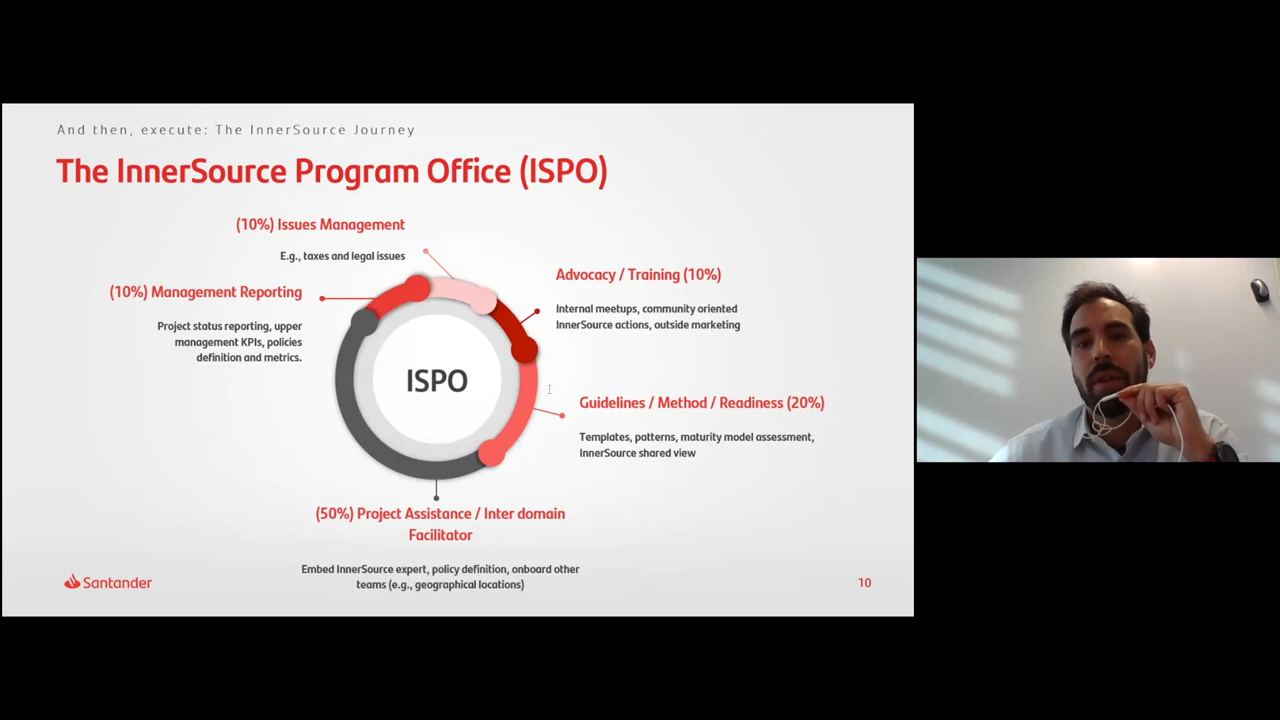 And then, execute: The InnerSource Journey
The InnerSource Program Office (ISPO)
(10%) Issues Management
E.g., taxes and legal issues
(10%) Management Reporting
Project status reporting, upper
management KPIs, policies
definition and metrics.
Advocacy / Training (10%)
Internal meetups, community oriented
InnerSource actions, outside marketing
ISPO
Guidelines / Method / Readiness (20%)
Templates, patterns, maturity model assessment,
InnerSource shared view
(50%) Project Assistance / Inter domain
Facilitator
Embed InnerSource expert, policy definition, onboard other
teams (e.g., geographical locations)
Santander
10